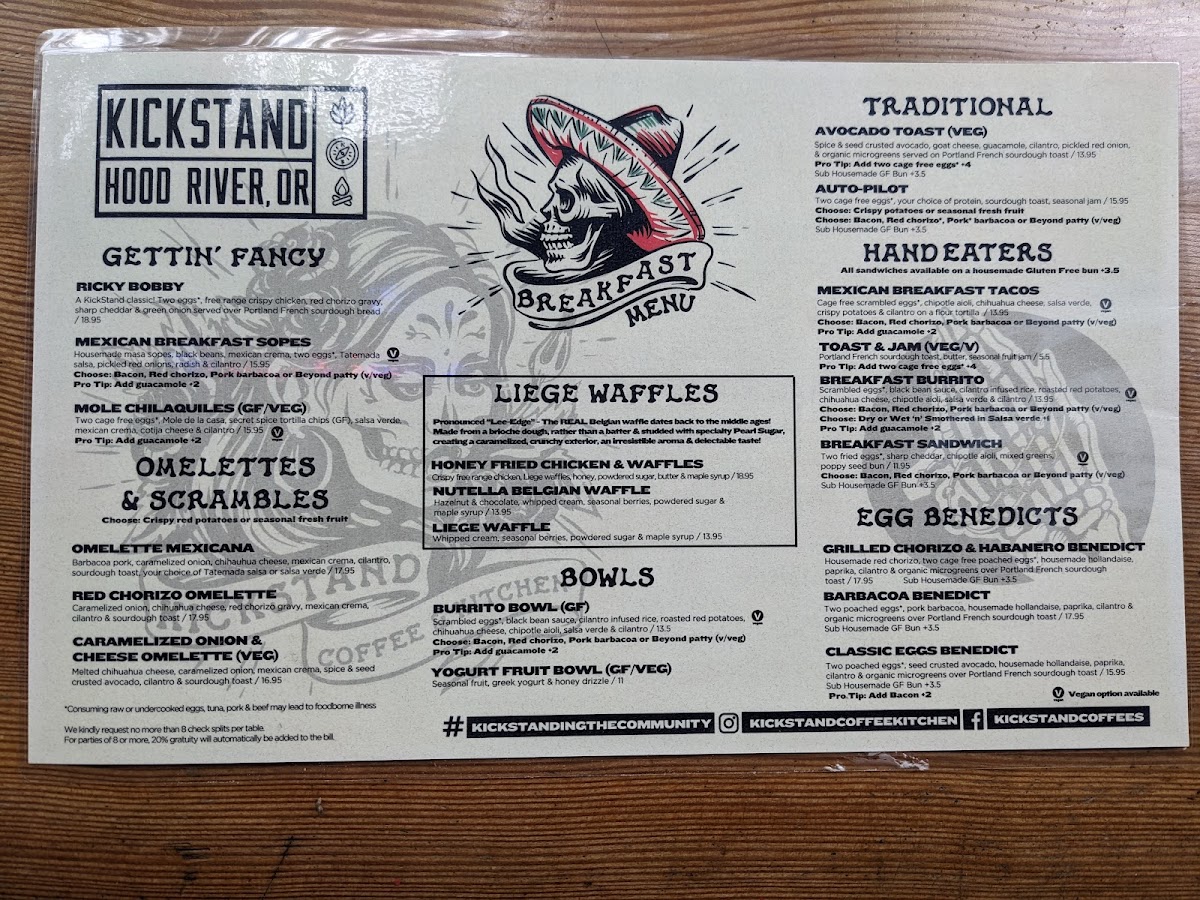 KICKSTAND
HOOD RIVER, OR
BREAKFAST
MENU
GETTIN' FANCY
RICKY BOBBY
A KickStand classic! Two eggs*, free range crispy chicken, red chorizo gravy,
sharp cheddar & green onion served over Portland French sourdough bread
/ 18.95
MEXICAN BREAKFAST SOPES
Housemade masa sopes, black beans, mexican crema, two eggs*, Tatemada
salsa, pickled red onions, radish & cilantro / 15.95
V
Choose: Bacon, Red chorizo, Pork barbacoa or Beyond patty (v/veg)
Pro Tip: Add guacamole +2
MOLE CHILAQUILES (GF/VEG)
Two cage free eggs*, Mole de la casa, secret spice tortilla chips (GF), salsa verde,
mexican crema, cotija cheese & cilantro / 15.95
V
Pro Tip: Add guacamole +2
OMELETTES
& SCRAMBLES
Choose: Crispy red potatoes or seasonal fresh fruit
OMELETTE MEXICANA
Barbacoa pork, caramelized onion, chihauhua cheese, mexican crema, cilantro,
sourdough toast, your choice of Tatemada salsa or salsa verde / 17.95
RED CHORIZO OMELETTE
Caramelized onion, chihuahua cheese, red chorizo gravy, mexican crema,
cilantro & sourdough toast / 17.95
CARAMELIZED ONION &
CHEESE OMELETTE (VEG)
Melted chihuahua cheese, caramelized onion, mexican crema, spice & seed
crusted avocado, cilantro & sourdough toast / 16.95
*Consuming raw or undercooked eggs, tuna, pork & beef may lead to foodborne illness
We kindly request no more than 8 check splits per table.
For parties of 8 or more, 20% gratuity will automatically be added to the bill.
KICKSTAND
COFFEE & KITCHEN
LIEGE WAFFLES
Pronounced "Lee-Edge" - The REAL Belgian waffle dates back to the middle ages!
Made from a brioche dough, rather than a batter & studded with specialty Pearl Sugar,
creating a caramelized, crunchy exterior, an irresistible aroma & delectable taste!
HONEY FRIED CHICKEN & WAFFLES
Crispy free range chicken, Liege waffles, honey, powdered sugar, butter & maple syrup / 18.95
NUTELLA BELGIAN WAFFLE
Hazelnut & chocolate, whipped cream, seasonal berries, powdered sugar &
maple syrup / 13.95
LIEGE WAFFLE
Whipped cream, seasonal berries, powdered sugar & maple syrup / 13.95
BOWLS
BURRITO BOWL (GF)
Scrambled eggs*, black bean sauce, cilantro infused rice, roasted red potatoes,
chihuahua cheese, chipotle aioli, salsa verde & cilantro / 13.5
V
Choose: Bacon, Red chorizo, Pork barbacoa or Beyond patty (v/veg)
Pro Tip: Add guacamole +2
YOGURT FRUIT BOWL (GF/VEG)
Seasonal fruit, greek yogurt & honey drizzle / 11
TRADITIONAL
AVOCADO TOAST (VEG)
Spice & seed crusted avocado, goat cheese, guacamole, cilantro, pickled red onion,
& organic microgreens served on Portland French sourdough toast / 13.95
Pro Tip: Add two cage free eggs* +4
Sub Housemade GF Bun +3.5
AUTO-PILOT
Two cage free eggs*, your choice of protein, sourdough toast, seasonal jam / 15.95
Choose: Crispy potatoes or seasonal fresh fruit
Choose: Bacon, Red chorizo*, Pork* barbacoa or Beyond patty (v/veg)
Sub Housemade GF Bun +3.5
HAND EATERS
All sandwiches available on a housemade Gluten Free bun +3.5
MEXICAN BREAKFAST TACOS
Cage free scrambled eggs*, chipotle aioli, chihuahua cheese, salsa verde,
crispy potatoes & cilantro on a flour tortilla / 13.95
V
Choose: Bacon, Red chorizo, Pork barbacoa or Beyond patty (v/veg)
Pro Tip: Add guacamole +2
TOAST & JAM (VEG/V)
Portland French sourdough toast, butter, seasonal fruit jam / 5.5
Pro Tip: Add two cage free eggs* +4
BREAKFAST BURRITO
Scrambled eggs*, black bean sauce, cilantro infused rice, roasted red potatoes,
chihuahua cheese, chipotle aioli, salsa verde & cilantro / 13.95
V
Choose: Bacon, Red chorizo, Pork barbacoa or Beyond patty (v/veg)
Choose: Dry or Wet 'n' Smothered in Salsa verde +1
Pro Tip: Add guacamole +2
BREAKFAST SANDWICH
Two fried eggs*, sharp cheddar, chipotle aioli, mixed greens,
poppy seed bun / 11.95
V
Choose: Bacon, Red chorizo, Pork barbacoa or Beyond patty (v/veg)
Sub Housemade GF Bun +3.5
EGG BENEDICTS
GRILLED CHORIZO & HABANERO BENEDICT
Housemade red chorizo, two cage free poached eggs*, housemade hollandaise,
paprika, cilantro & organic microgreens over Portland French sourdough
toast / 17.95 Sub Housemade GF Bun +3.5
BARBACOA BENEDICT
Two poached eggs*, pork barbacoa, housemade hollandaise, paprika, cilantro &
organic microgreens over Portland French sourdough toast / 17.95
Sub Housemade GF Bun +3.5
CLASSIC EGGS BENEDICT
Two poached eggs*, seed crusted avocado, housemade hollandaise, paprika,
cilantro & organic microgreens over Portland French sourdough toast / 15.95
Sub Housemade GF Bun +3.5
Pro Tip: Add Bacon +2
V Vegan option available
# KICKSTANDINGTHECOMMUNITY KICKSTANDCOFFEEKITCHEN f KICKSTANDCOFFEES